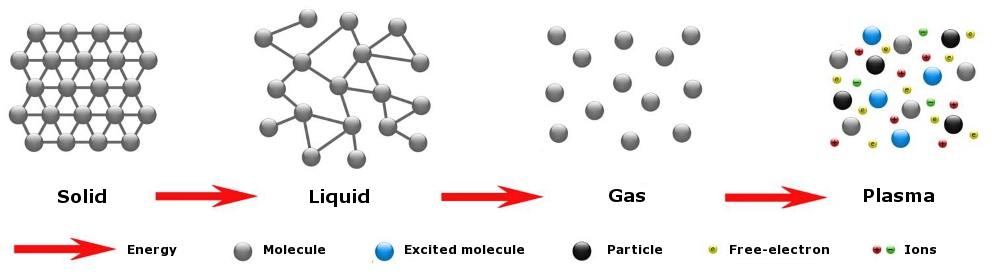 Solid Liquid Gas Plasma
Energy Molecule Excited molecule Particle Free-electron Ions